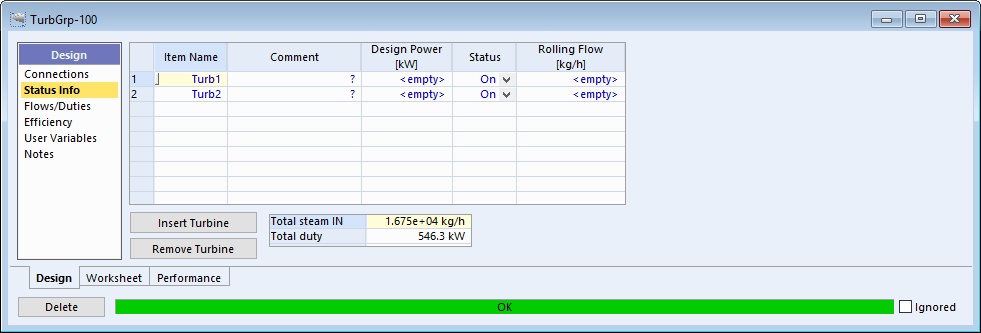 TurbGrp-100
Design
Connections
Status Info
Flows/Duties
Efficiency
User Variables
Notes
Item Name Comment Design Power [kW] Status Rolling Flow [kg/h]
1 Turb1 ? <empty> On <empty>
2 Turb2 ? <empty> On <empty>
Insert Turbine
Remove Turbine
Total steam IN 1.675e+04 kg/h
Total duty 546.3 kW
Design Worksheet Performance
Delete OK Ignored